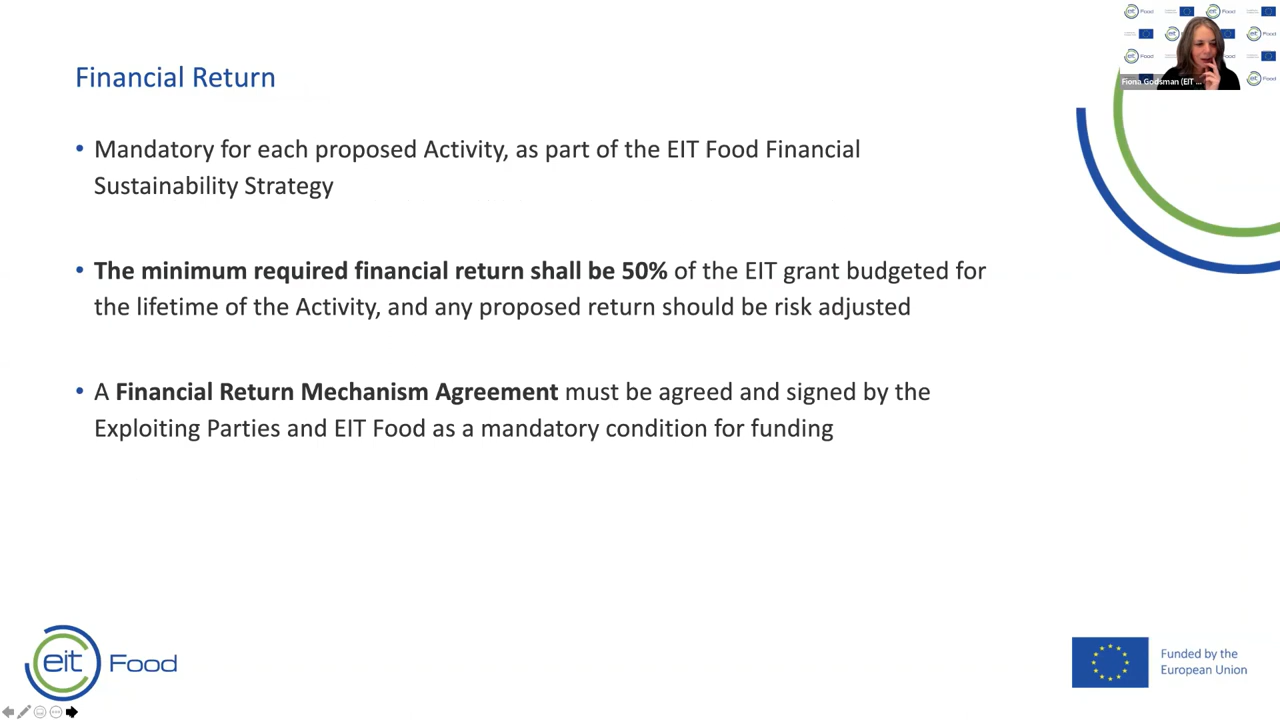 Financial Return
Fiona Godsman (EIT ...
• Mandatory for each proposed Activity, as part of the EIT Food Financial
Sustainability Strategy
• The minimum required financial return shall be 50% of the EIT grant budgeted for
the lifetime of the Activity, and any proposed return should be risk adjusted
• A Financial Return Mechanism Agreement must be agreed and signed by the
Exploiting Parties and EIT Food as a mandatory condition for funding
eit Food
Funded by the
European Union